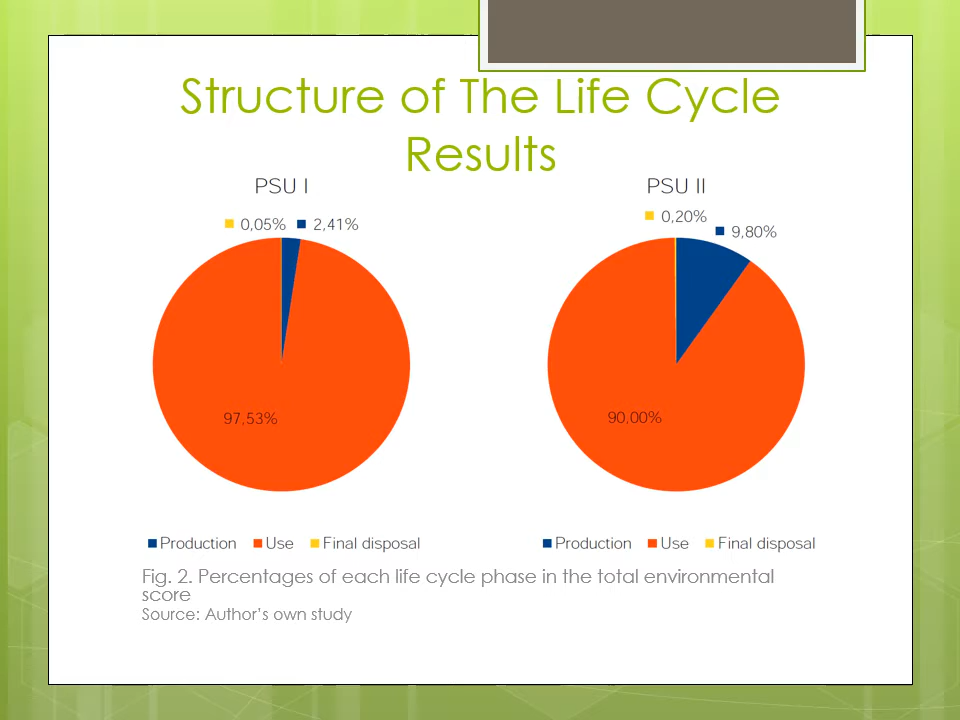 Structure of The Life Cycle
Results
PSU I
0,05% 2,41%
97,53%
Production Use Final disposal
PSU II
0,20%
9,80%
90,00%
Production Use Final disposal
Fig. 2. Percentages of each life cycle phase in the total environmental
score
Source: Author’s own study